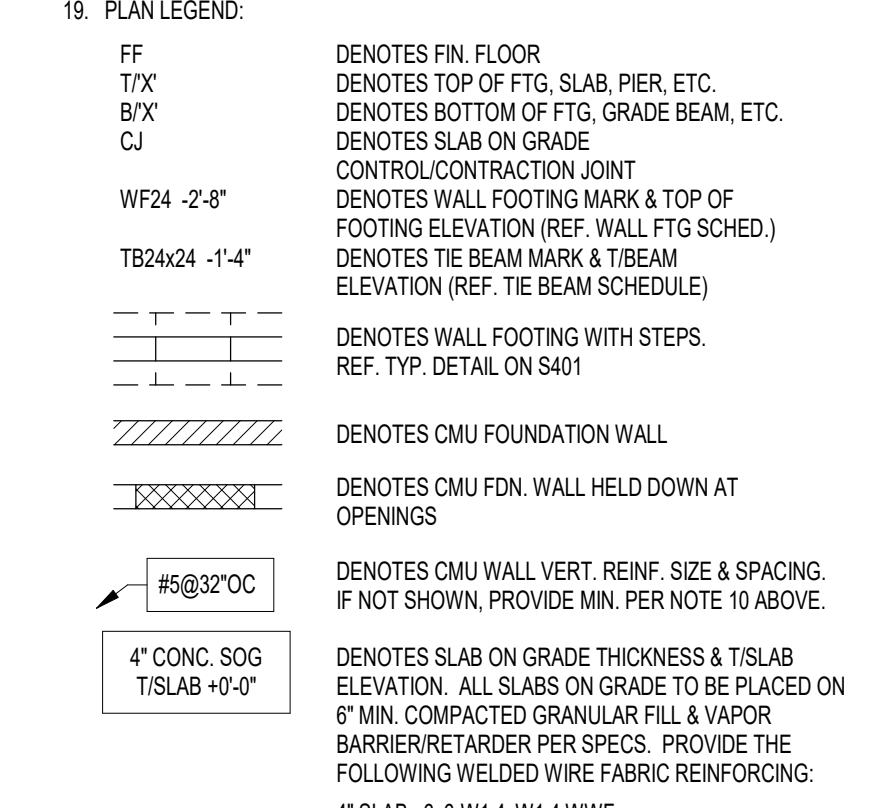 19. PLAN LEGEND:
FF DENOTES FIN. FLOOR
T/'X' DENOTES TOP OF FTG, SLAB, PIER, ETC.
B/'X' DENOTES BOTTOM OF FTG, GRADE BEAM, ETC.
CJ DENOTES SLAB ON GRADE
CONTROL/CONTRACTION JOINT
WF24 -2'-8" DENOTES WALL FOOTING MARK & TOP OF
FOOTING ELEVATION (REF. WALL FTG SCHED.)
TB24x24 -1'-4" DENOTES TIE BEAM MARK & T/BEAM
ELEVATION (REF. TIE BEAM SCHEDULE)
DENOTES WALL FOOTING WITH STEPS.
REF. TYP. DETAIL ON S401
DENOTES CMU FOUNDATION WALL
DENOTES CMU FDN. WALL HELD DOWN AT
OPENINGS
#5@32"OC DENOTES CMU WALL VERT. REINF. SIZE & SPACING.
IF NOT SHOWN, PROVIDE MIN. PER NOTE 10 ABOVE.
4" CONC. SOG DENOTES SLAB ON GRADE THICKNESS & T/SLAB
T/SLAB +0'-0" ELEVATION. ALL SLABS ON GRADE TO BE PLACED ON
6" MIN. COMPACTED GRANULAR FILL & VAPOR
BARRIER/RETARDER PER SPECS. PROVIDE THE
FOLLOWING WELDED WIRE FABRIC REINFORCING:
4" SLAB